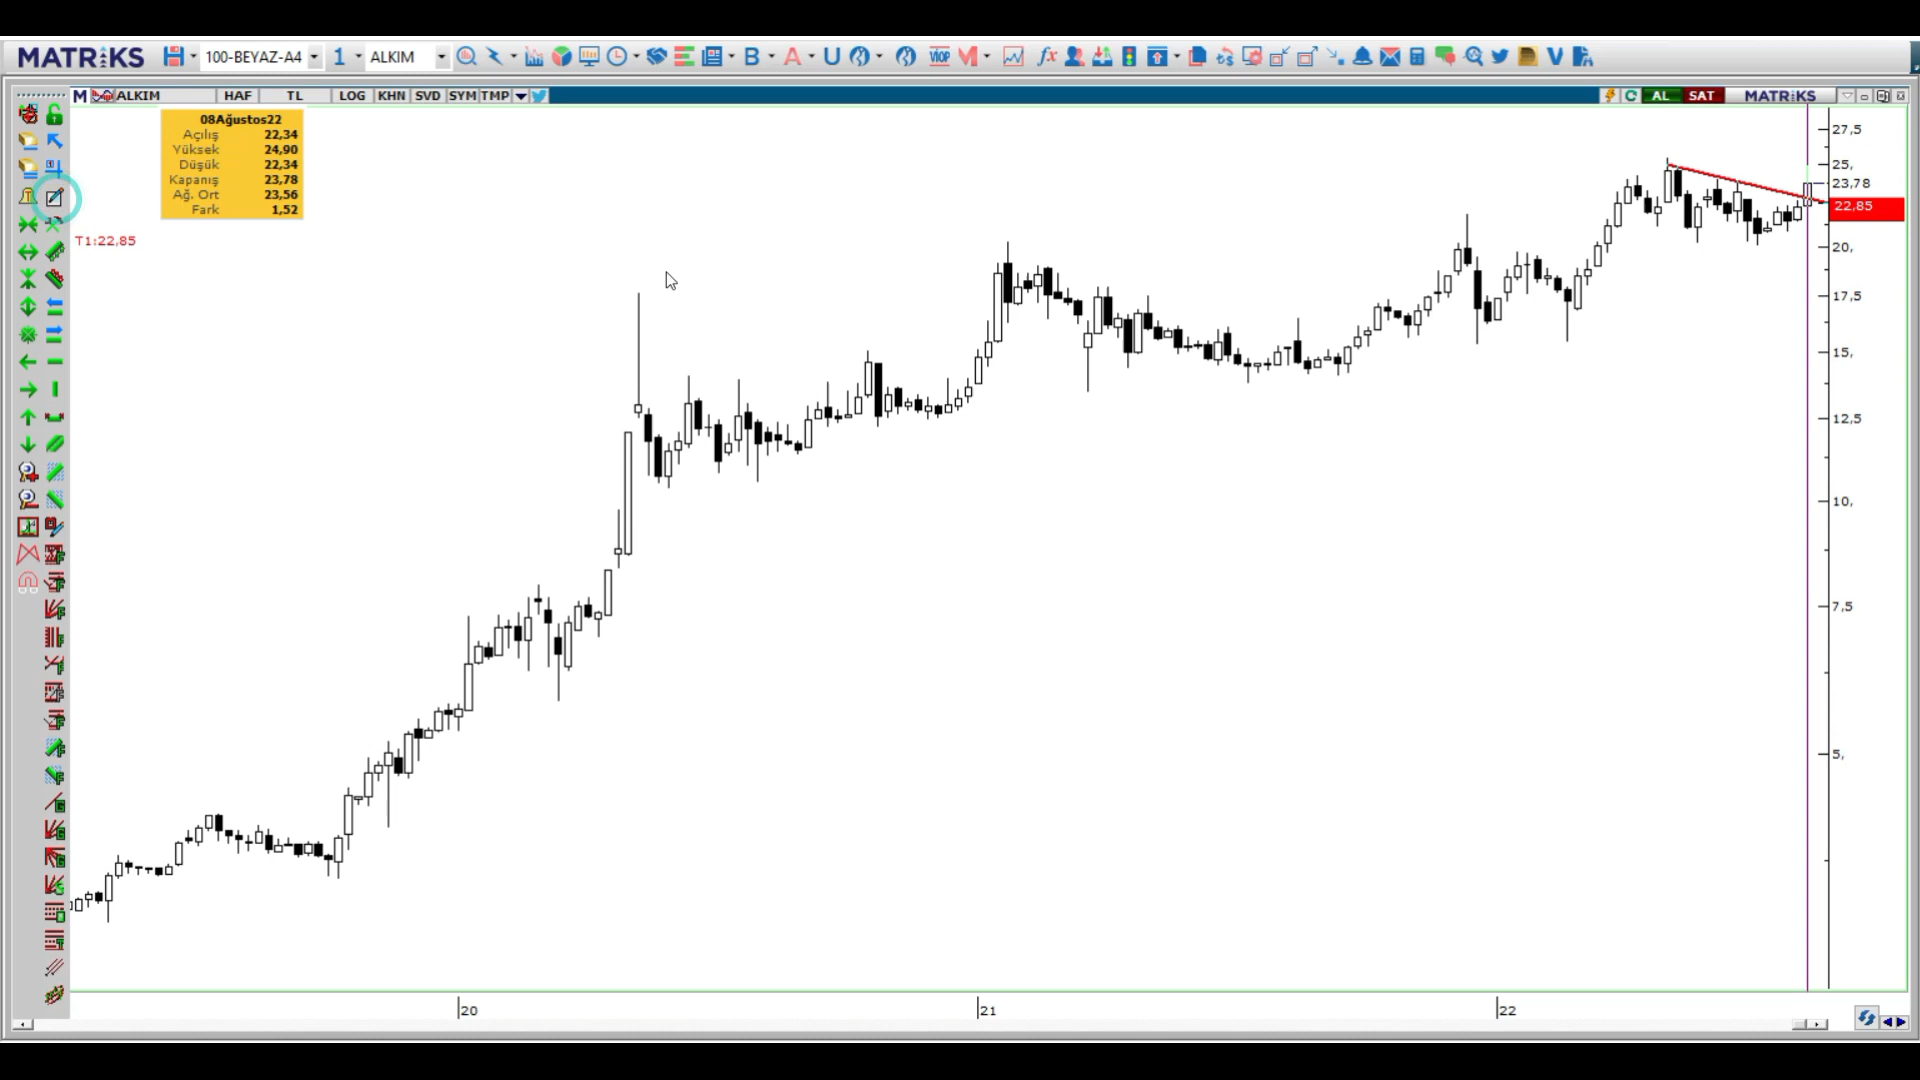 MATRiKS 100-BEYAZ-A4 1 ALKIM B A U VIOP M fx V
M ALKIM HAF TL LOG KHN SVD SYM TMP AL SAT MATRiKS
08Ağustos22
Açılış 22,34
Yüksek 24,90
Düşük 22,34
Kapanış 23,78
Ağ. Ort 23,56
Fark 1,52
T1:22,85
27,5
25,
23,78
22,85
20,
17,5
15,
12,5
10,
7,5
5,
20 21 22